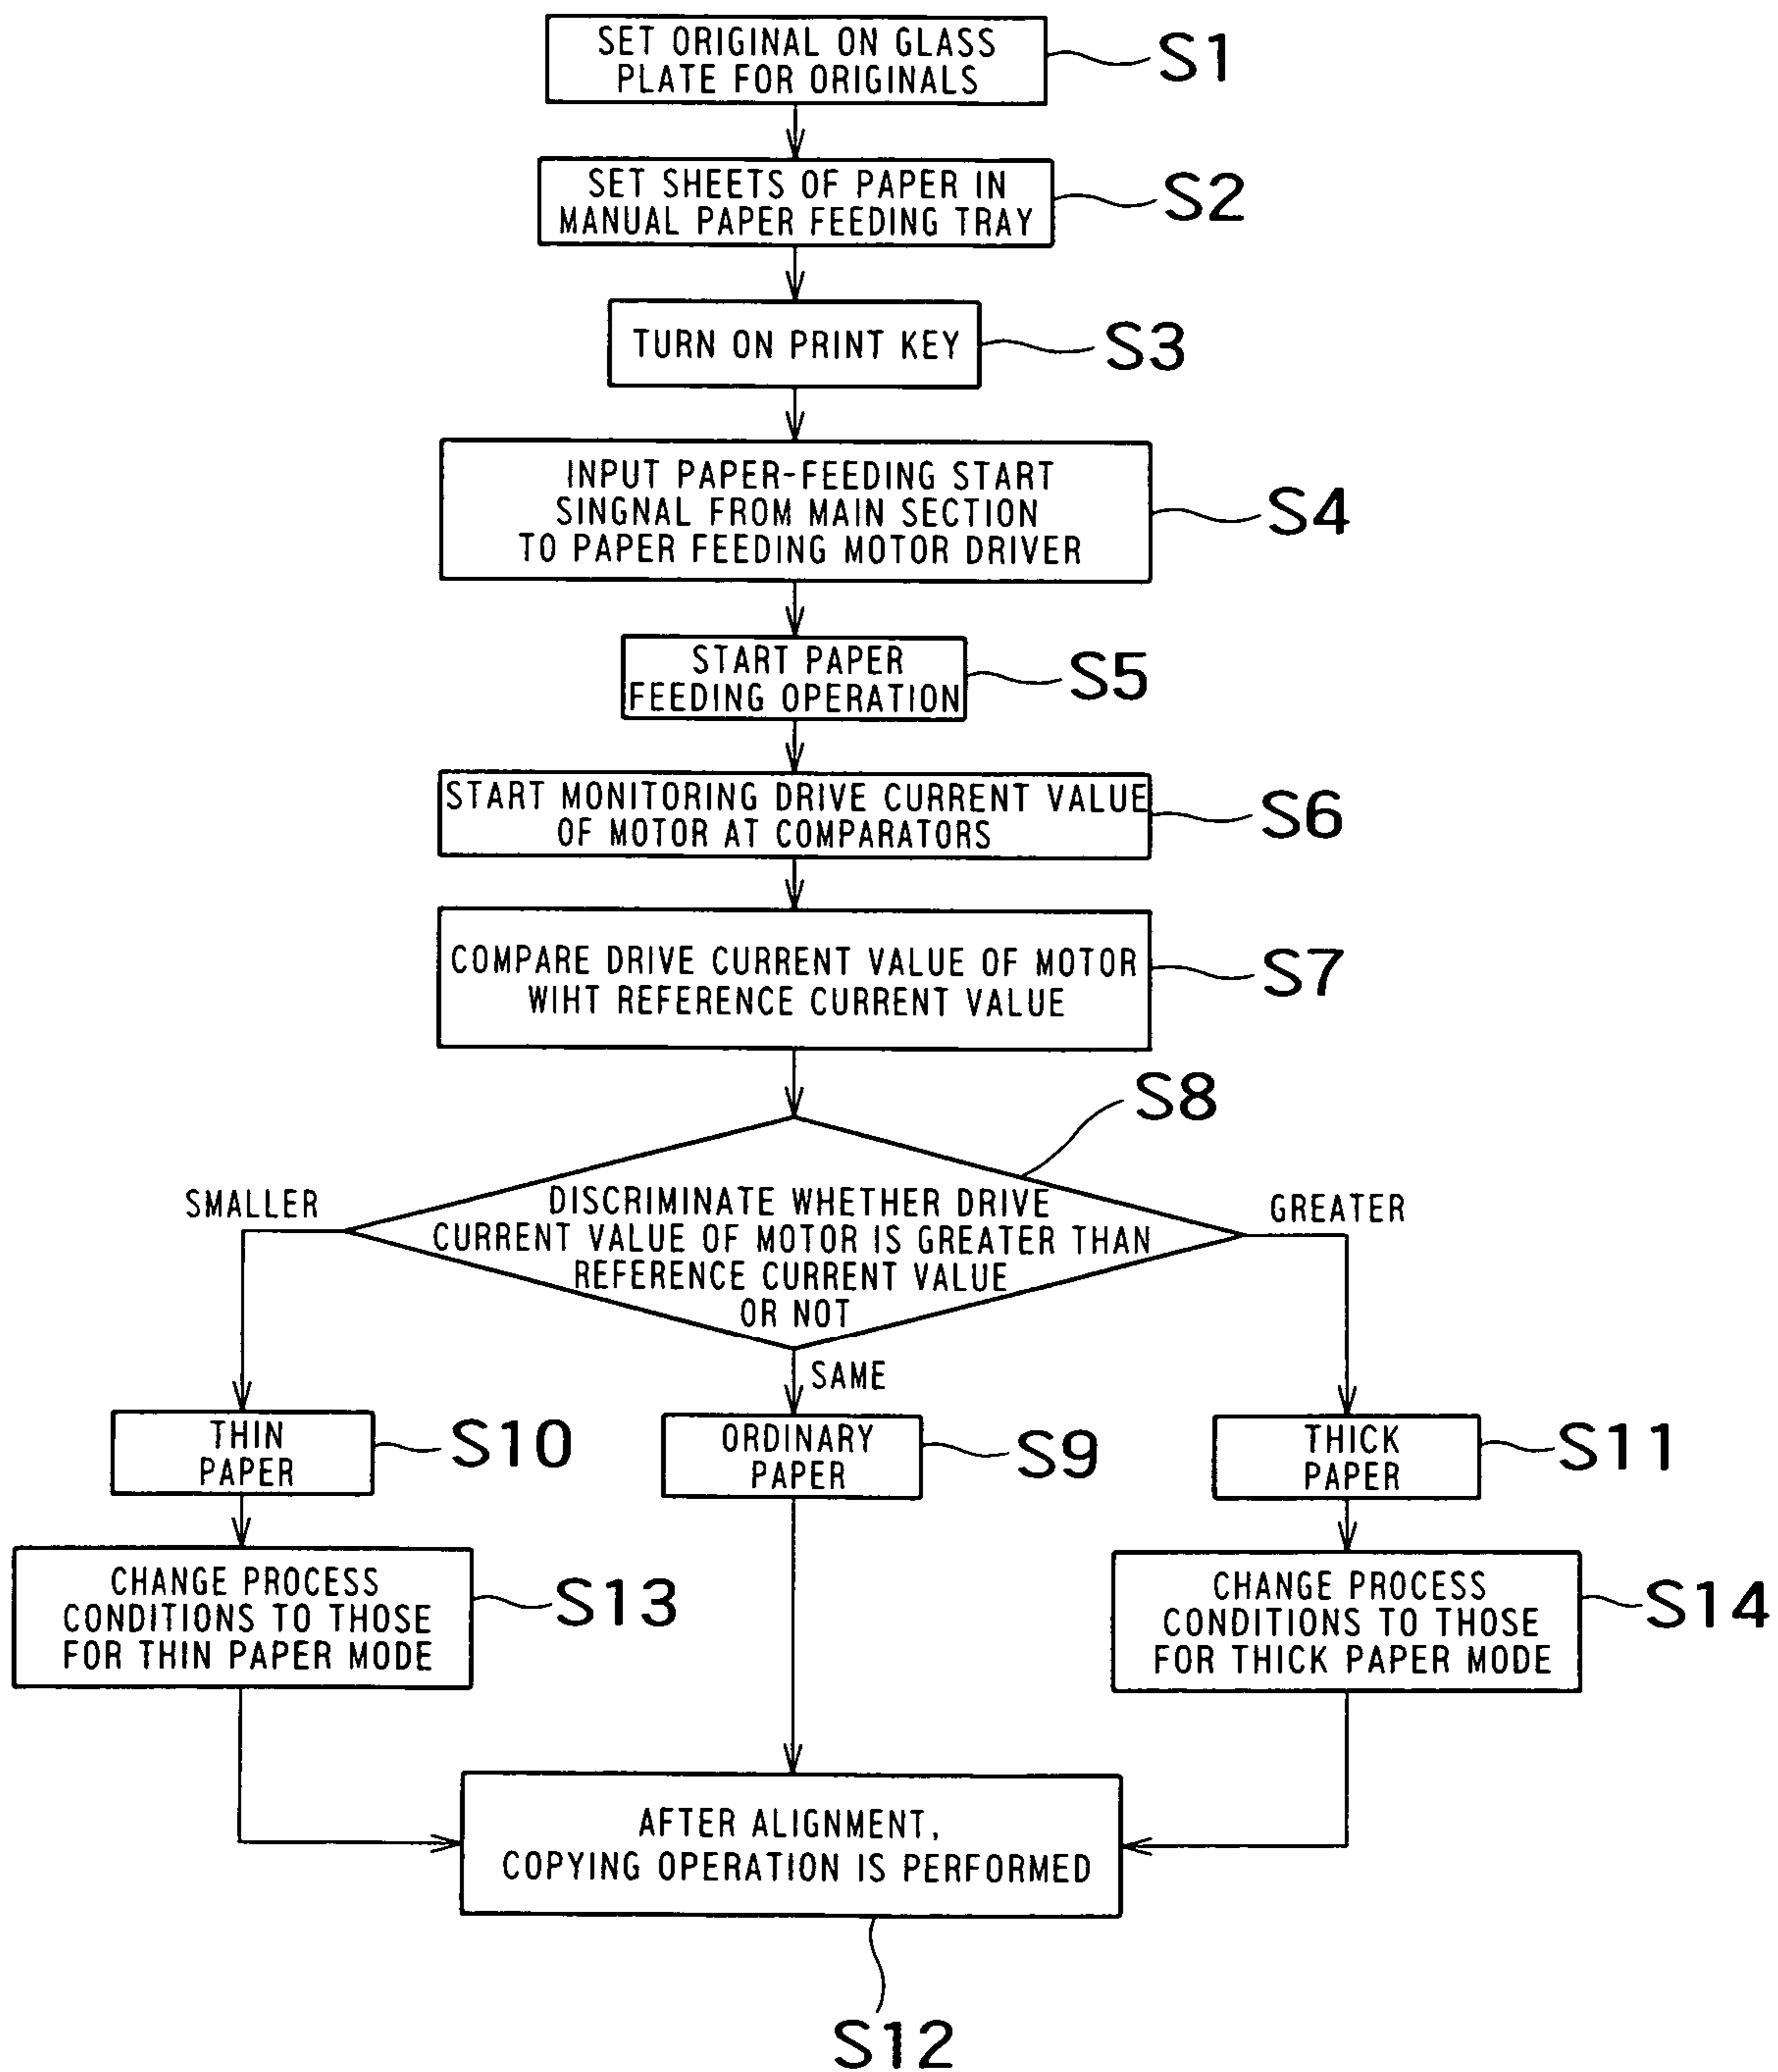 SET ORIGINAL ON GLASS
PLATE FOR ORIGINALS
S1
SET SHEETS OF PAPER IN
MANUAL PAPER FEEDING TRAY
S2
TURN ON PRINT KEY
S3
INPUT PAPER-FEEDING START
SINGNAL FROM MAIN SECTION
TO PAPER FEEDING MOTOR DRIVER
S4
START PAPER
FEEDING OPERATION
S5
START MONITORING DRIVE CURRENT VALUE
OF MOTOR AT COMPARATORS
S6
COMPARE DRIVE CURRENT VALUE OF MOTOR
WIHT REFERENCE CURRENT VALUE
S7
S8
DISCRIMINATE WHETHER DRIVE
CURRENT VALUE OF MOTOR IS GREATER THAN
REFERENCE CURRENT VALUE
OR NOT
SMALLER
GREATER
SAME
THIN
PAPER
S10
ORDINARY
PAPER
S9
THICK
PAPER
S11
CHANGE PROCESS
CONDITIONS TO THOSE
FOR THIN PAPER MODE
S13
CHANGE PROCESS
CONDITIONS TO THOSE
FOR THICK PAPER MODE
S14
AFTER ALIGNMENT,
COPYING OPERATION IS PERFORMED
S12